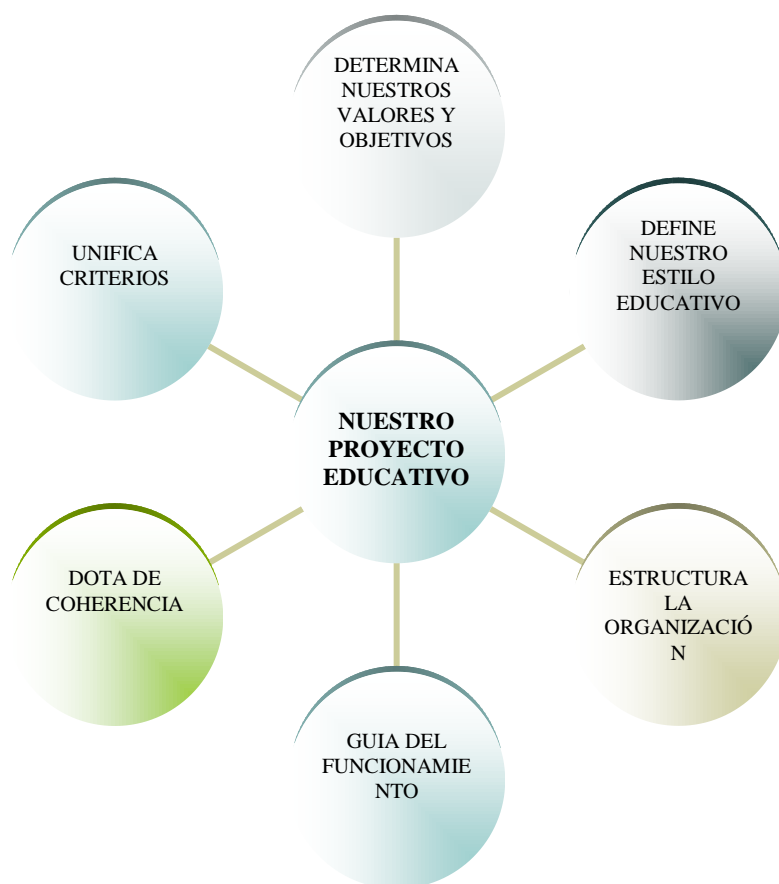 DETERMINA
NUESTROS
VALORES Y
OBJETIVOS
UNIFICA
CRITERIOS
DEFINE
NUESTRO
ESTILO
EDUCATIVO
NUESTRO
PROYECTO
EDUCATIVO
DOTA DE
COHERENCIA
ESTRUCTURA
LA
ORGANIZACIÓ
N
GUIA DEL
FUNCIONAMIE
NTO